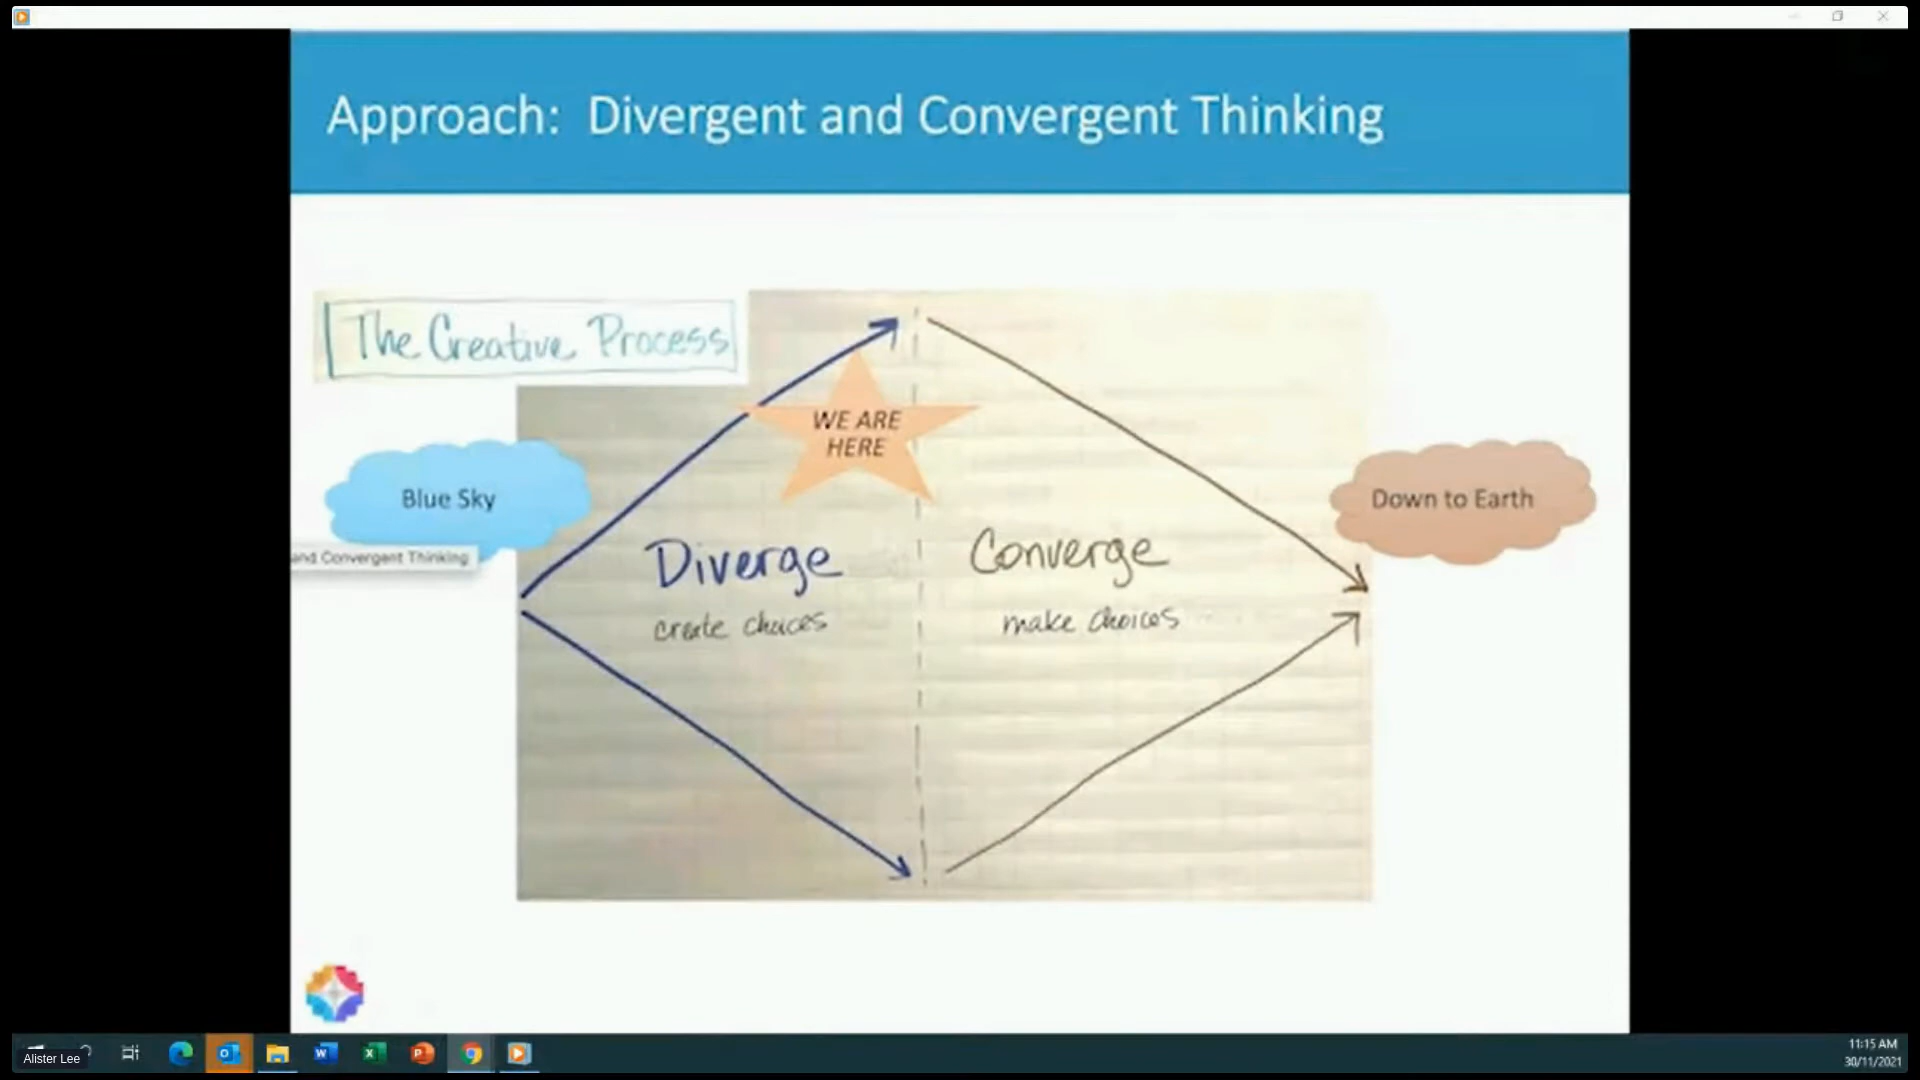 Approach: Divergent and Convergent Thinking
The Creative Process
WE ARE
HERE
Blue Sky
Down to Earth
and Convergent Thinking
Diverge
create choices
Converge
make choices
Alister Lee
11:15 AM
30/11/2021